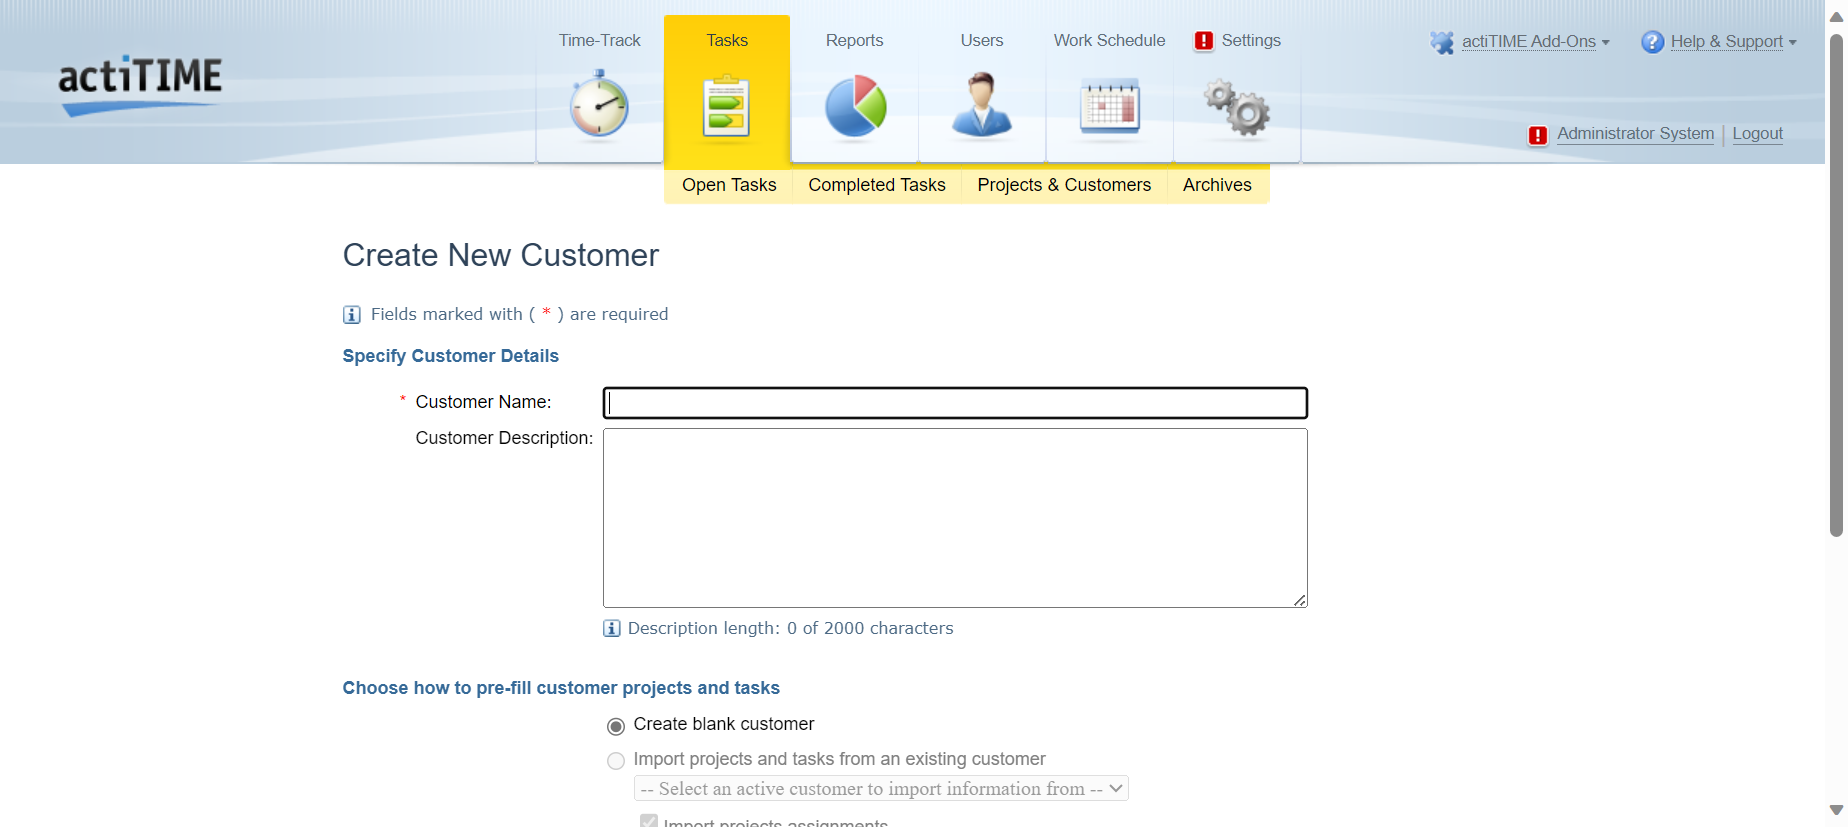 actiTIME
Time-Track
Tasks
Reports
Users
Work Schedule
Settings
actiTIME Add-Ons
Help & Support
Administrator System
Logout
Open Tasks
Completed Tasks
Projects & Customers
Archives
Create New Customer
Fields marked with ( * ) are required
Specify Customer Details
* Customer Name:
Customer Description:
Description length: 0 of 2000 characters
Choose how to pre-fill customer projects and tasks
Create blank customer
Import projects and tasks from an existing customer
-- Select an active customer to import information from --
Import projects assignments